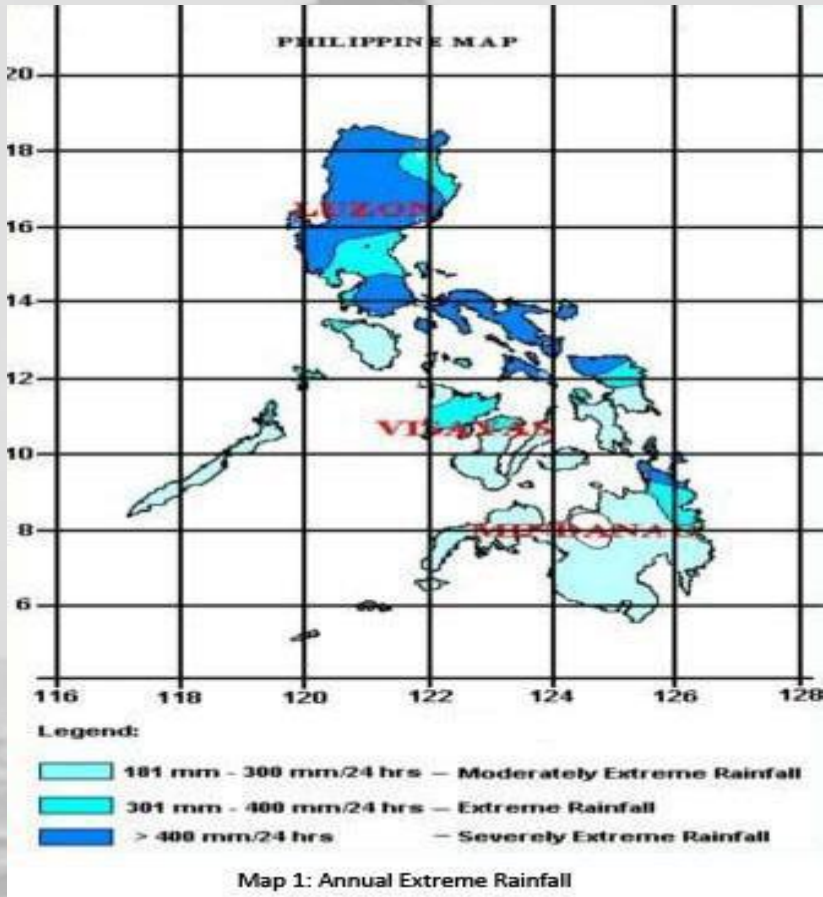 PHILIPPINE MAP
20
18
LUZON
16
14
12
VISAYAS
10
8
MINDANAO
6
116 118 120 122 124 126 128
Legend:
181 mm - 300 mm/24 hrs – Moderately Extreme Rainfall
301 mm - 400 mm/24 hrs – Extreme Rainfall
> 400 mm/24 hrs – Severely Extreme Rainfall
Map 1: Annual Extreme Rainfall